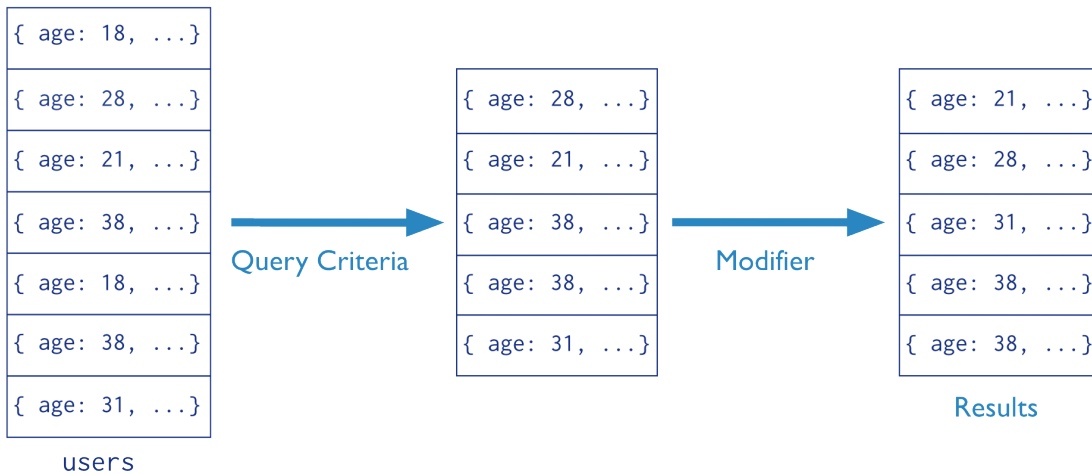 { age: 18, ...}
{ age: 28, ...}
{ age: 21, ...}
{ age: 38, ...}
{ age: 18, ...}
{ age: 38, ...}
{ age: 31, ...}
users
Query Criteria
{ age: 28, ...}
{ age: 21, ...}
{ age: 38, ...}
{ age: 38, ...}
{ age: 31, ...}
Modifier
{ age: 21, ...}
{ age: 28, ...}
{ age: 31, ...}
{ age: 38, ...}
{ age: 38, ...}
Results